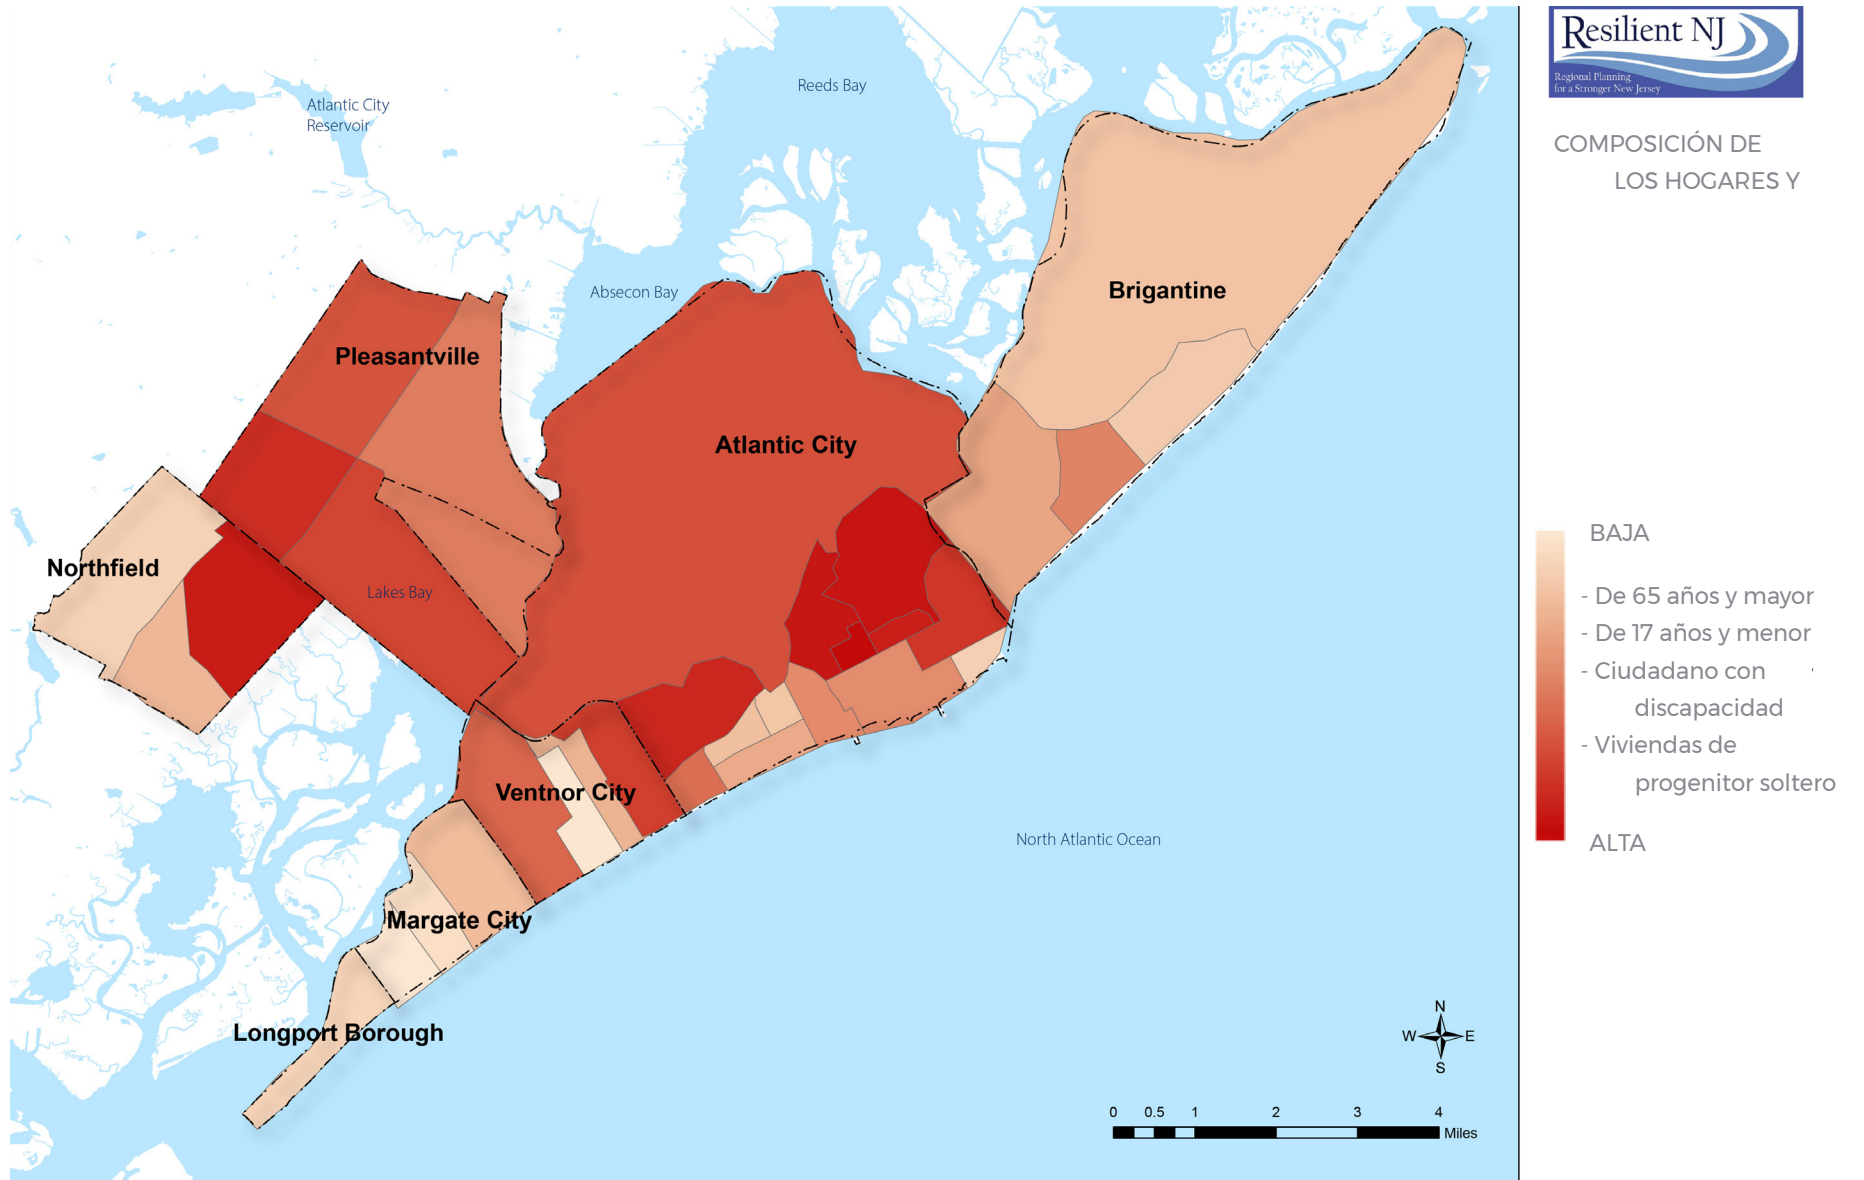 Resilient NJ
Regional Planning
for a Stronger New Jersey
COMPOSICIÓN DE
LOS HOGARES Y
Atlantic City
Reservoir
Reeds Bay
Absecon Bay
Brigantine
Pleasantville
Atlantic City
Northfield
Lakes Bay
Ventnor City
North Atlantic Ocean
Margate City
Longport Borough
BAJA
- De 65 años y mayor
- De 17 años y menor
- Ciudadano con
discapacidad
- Viviendas de
progenitor soltero
ALTA
N
W E
S
0 0.5 1 2 3 4
Miles